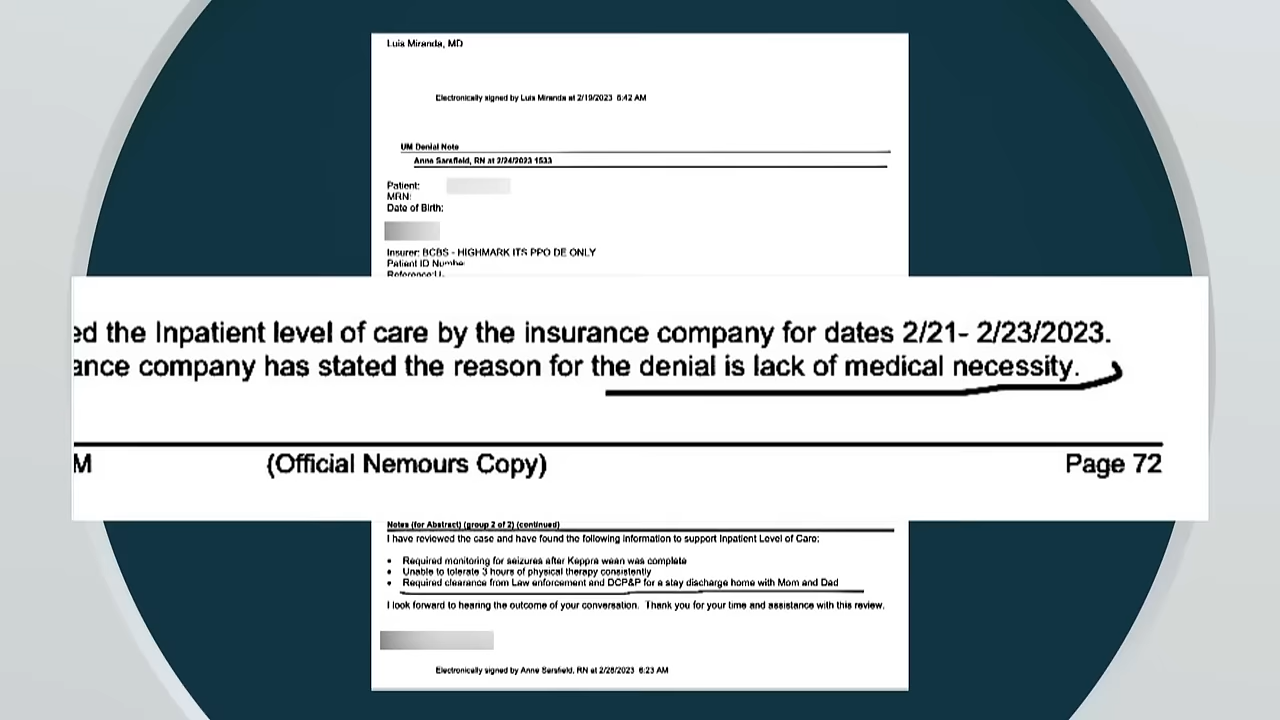 Luis Miranda, MD
Electronically signed by Luis Miranda at 2/19/2023 6:42 AM
UM Denial Note
Anne Sarsfield, RN at 2/24/2023 1533
Patient:
MRN:
Date of Birth:
Insurer: BCBS - HIGHMARK ITS PPO DE ONLY
Patient ID Numbe
Reference
ed the Inpatient level of care by the insurance company for dates 2/21- 2/23/2023.
ance company has stated the reason for the denial is lack of medical necessity.
M (Official Nemours Copy) Page 72
Notes (for Abstract) (group 2 of 2) (continued)
I have reviewed the case and have found the following information to support Inpatient Level of Care:
• Required monitoring for seizures after Keppra wean was complete
• Unable to tolerate 3 hours of physical therapy consistently
• Required clearance from Law enforcement and DCP&P for a stay discharge home with Mom and Dad
I look forward to hearing the outcome of your conversation. Thank you for your time and assistance with this review.
Electronically signed by Anne Sarsfield, RN at 2/28/2023 6:23 AM